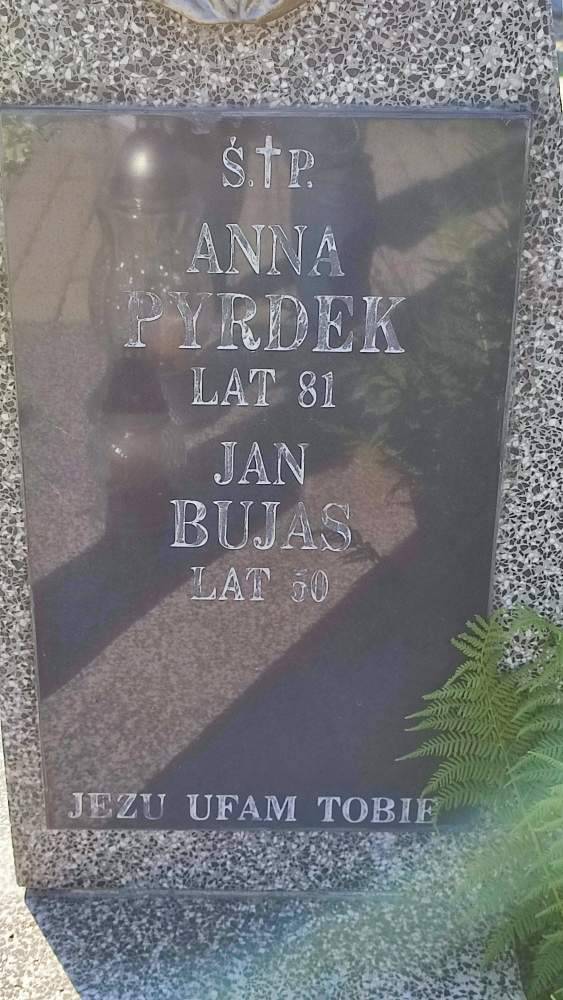 Ś.†P.
ANNA
PYRDEK
LAT 81
JAN
BUJAS
LAT 50
JEZU UFAM TOBIE